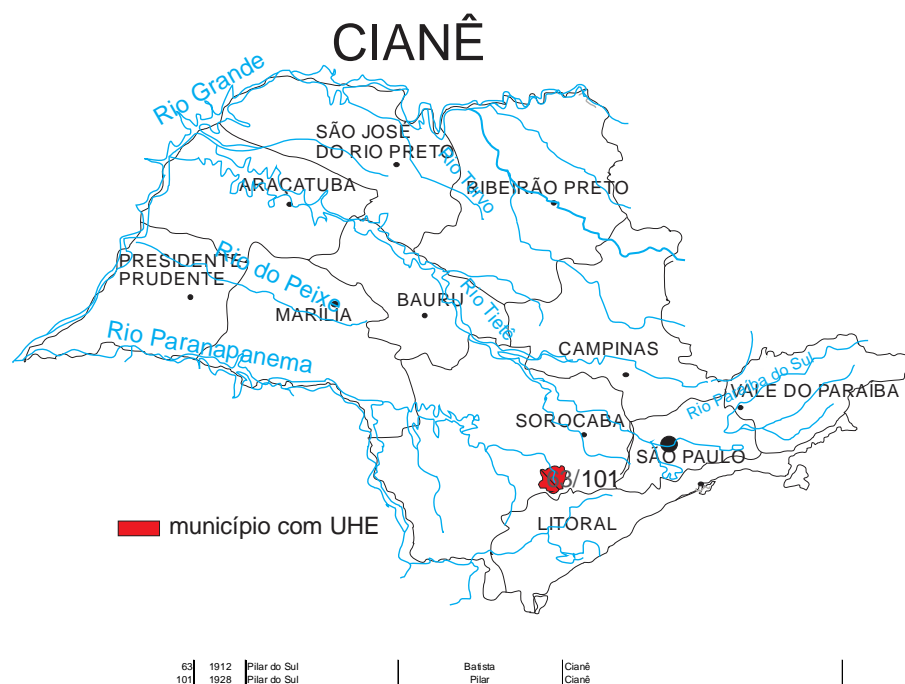 CIANÊ
Rio Grande
SÃO JOSÉ
DO RIO PRETO
Rio Turvo
RIBEIRÃO PRETO
ARAÇATUBA
PRESIDENTE
PRUDENTE
Rio do Peixe
MARÍLIA
BAURU
Rio Tietê
Rio Paranapanema
CAMPINAS
Rio Paraíba do Sul
VALE DO PARAÍBA
SOROCABA
SÃO PAULO
/101
LITORAL
município com UHE
63 1912 Pilar do Sul Batista Cianê
101 1928 Pilar do Sul Pilar Cianê